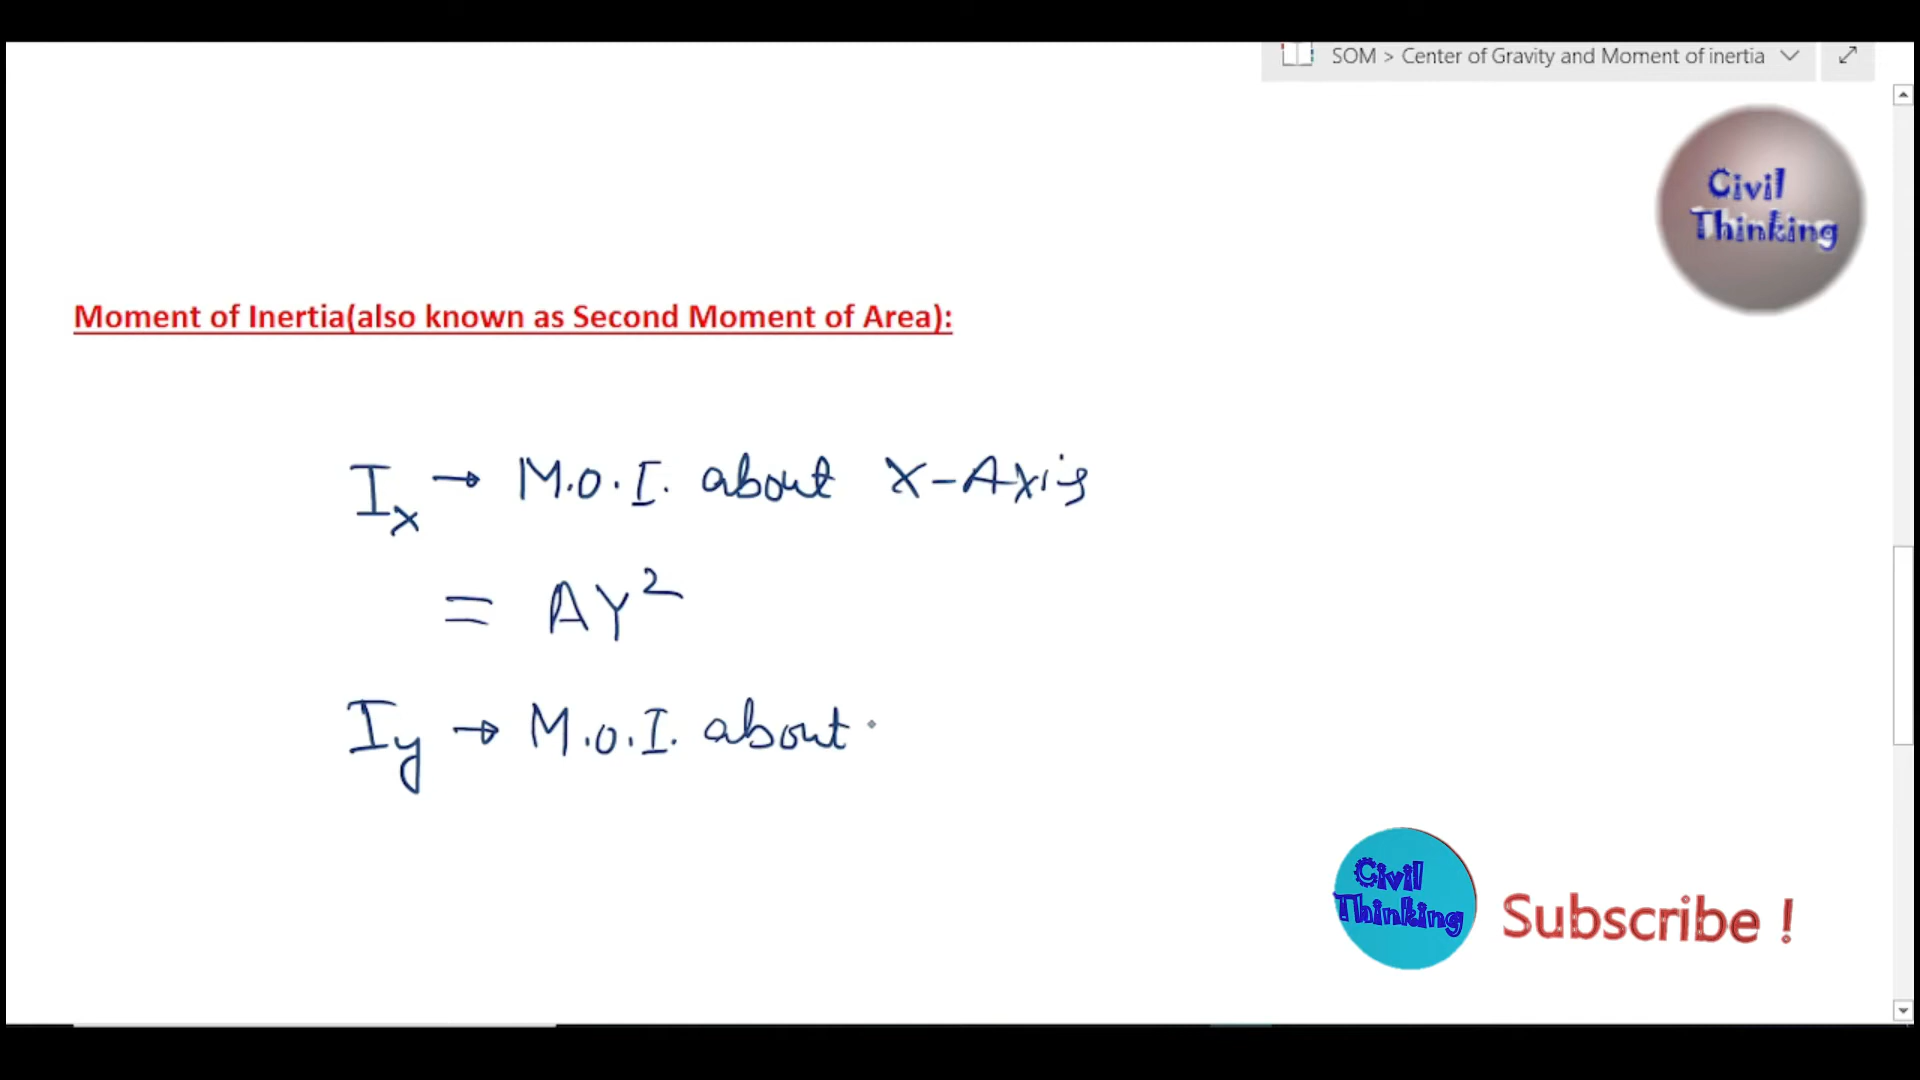 SOM > Center of Gravity and Moment of inertia
Civil
Thinking
Moment of Inertia(also known as Second Moment of Area):
Ix → M.O.I. about X-Axis
= AY²
Iy → M.O.I. about
Civil
Thinking
Subscribe !